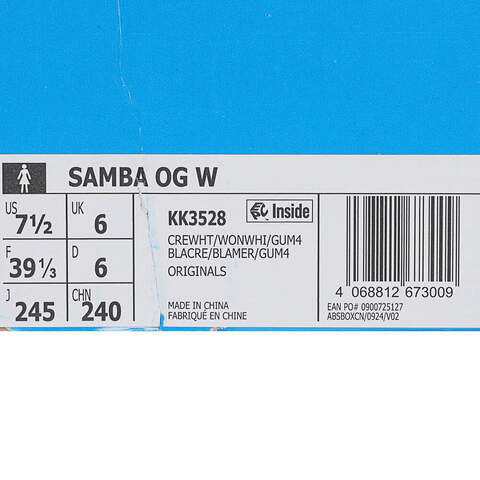 SAMBA OG W
US 7½ UK 6
F 39⅓ D 6
J 245 CHN 240
KK3528 Inside
CREWHT/WONWHI/GUM4
BLACRE/BLAMER/GUM4
ORIGINALS
MADE IN CHINA
FABRIQUÉ EN CHINE
4 068812 673009
EAN PO# 0900725127
ABSBOXCN/0924/V02